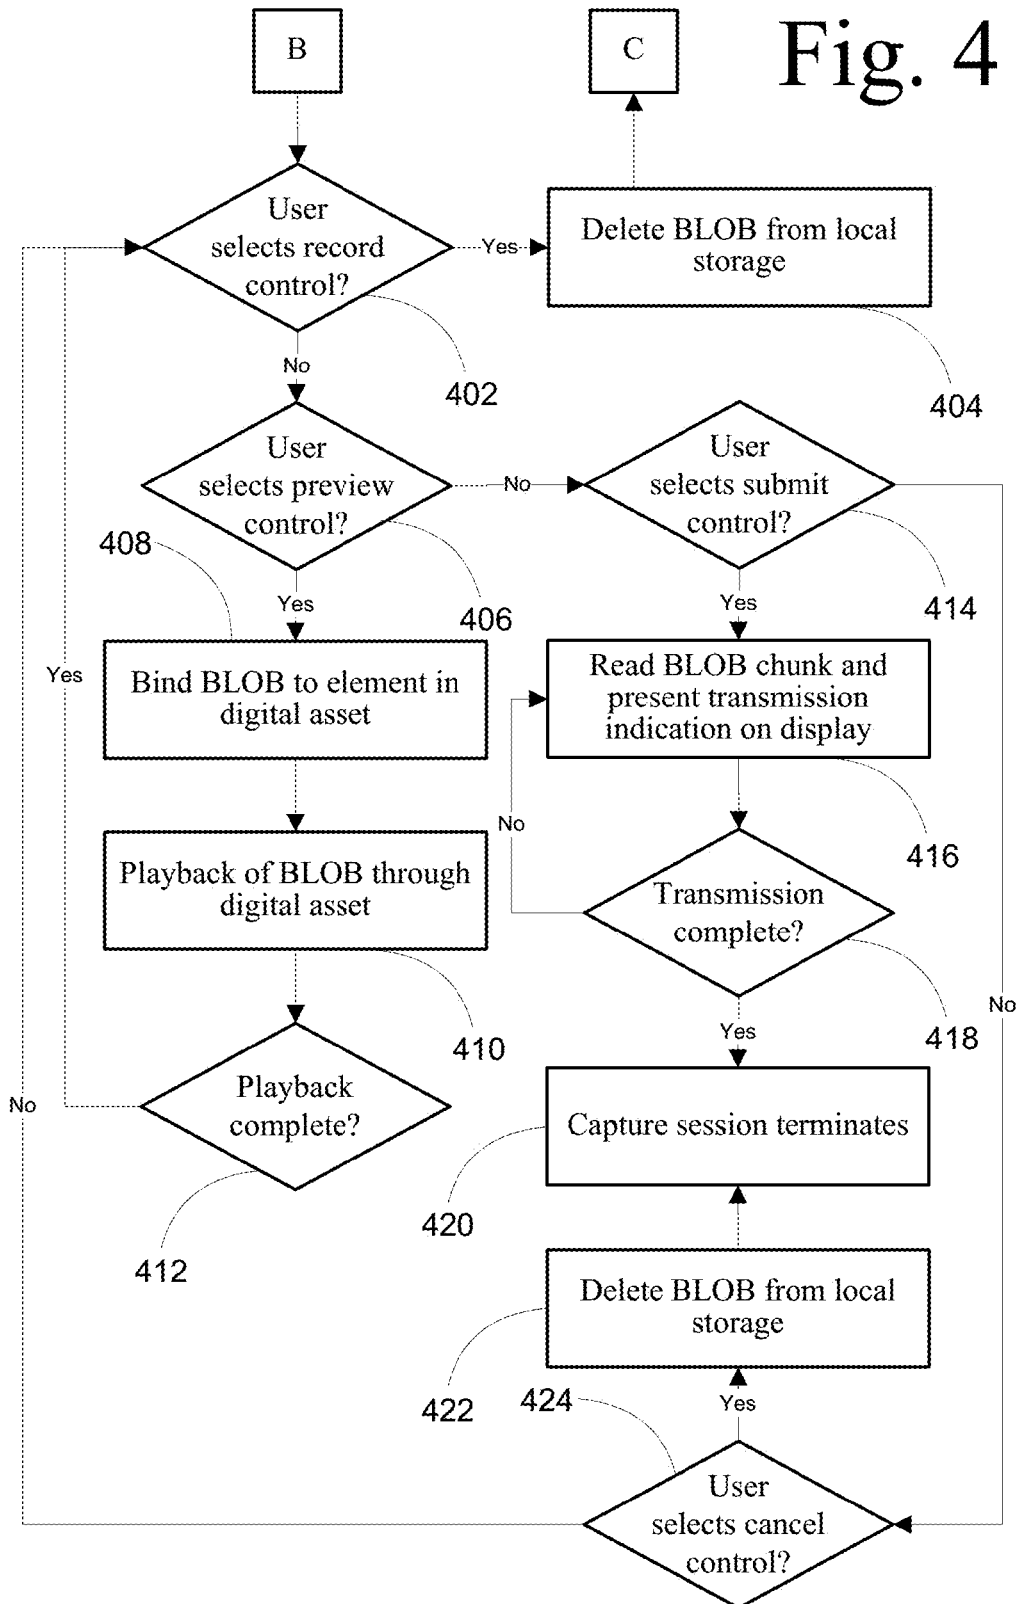 B
C
Fig. 4
User
selects record
control?
Yes
Delete BLOB from local
storage
No
402
404
User
selects preview
control?
No
User
selects submit
control?
408
Yes
406
Yes
414
Yes
Bind BLOB to element in
digital asset
Read BLOB chunk and
present transmission
indication on display
No
416
Playback of BLOB through
digital asset
Transmission
complete?
No
410
Yes
418
No
Playback
complete?
Capture session terminates
420
412
Delete BLOB from local
storage
422
424
Yes
User
selects cancel
control?